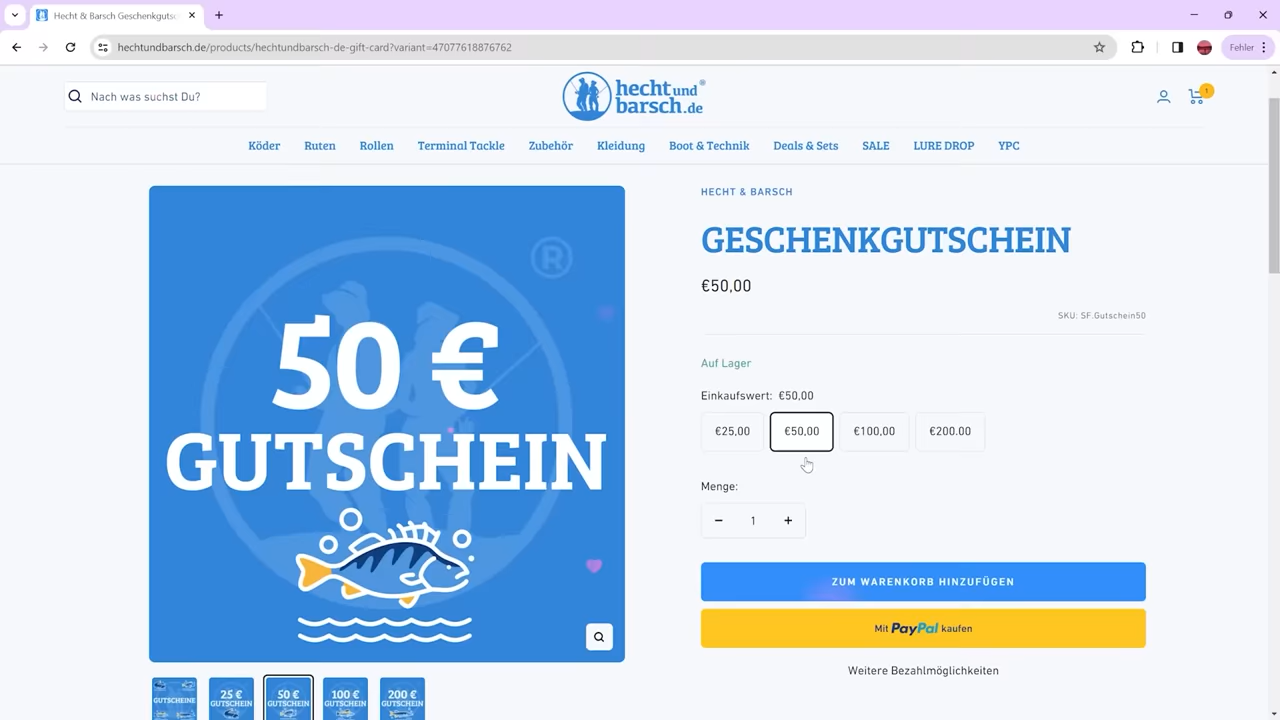 Hecht & Barsch Geschenkgutsc
hechtundbarsch.de/products/hechtundbarsch-de-gift-card?variant=47077618876762
Fehler
Nach was suchst Du?
hecht und
barsch.de®
1
Köder Ruten Rollen Terminal Tackle Zubehör Kleidung Boot & Technik Deals & Sets SALE LURE DROP YPC
50 €
GUTSCHEIN
®
HECHT & BARSCH
GESCHENKGUTSCHEIN
€50,00
SKU: SF.Gutschein50
Auf Lager
Einkaufswert: €50,00
€25,00 €50,00 €100,00 €200.00
Menge:
− 1 +
ZUM WARENKORB HINZUFÜGEN
Mit PayPal kaufen
Weitere Bezahlmöglichkeiten
GUTSCHEINE
25 €
GUTSCHEIN
50 €
GUTSCHEIN
100 €
GUTSCHEIN
200 €
GUTSCHEIN